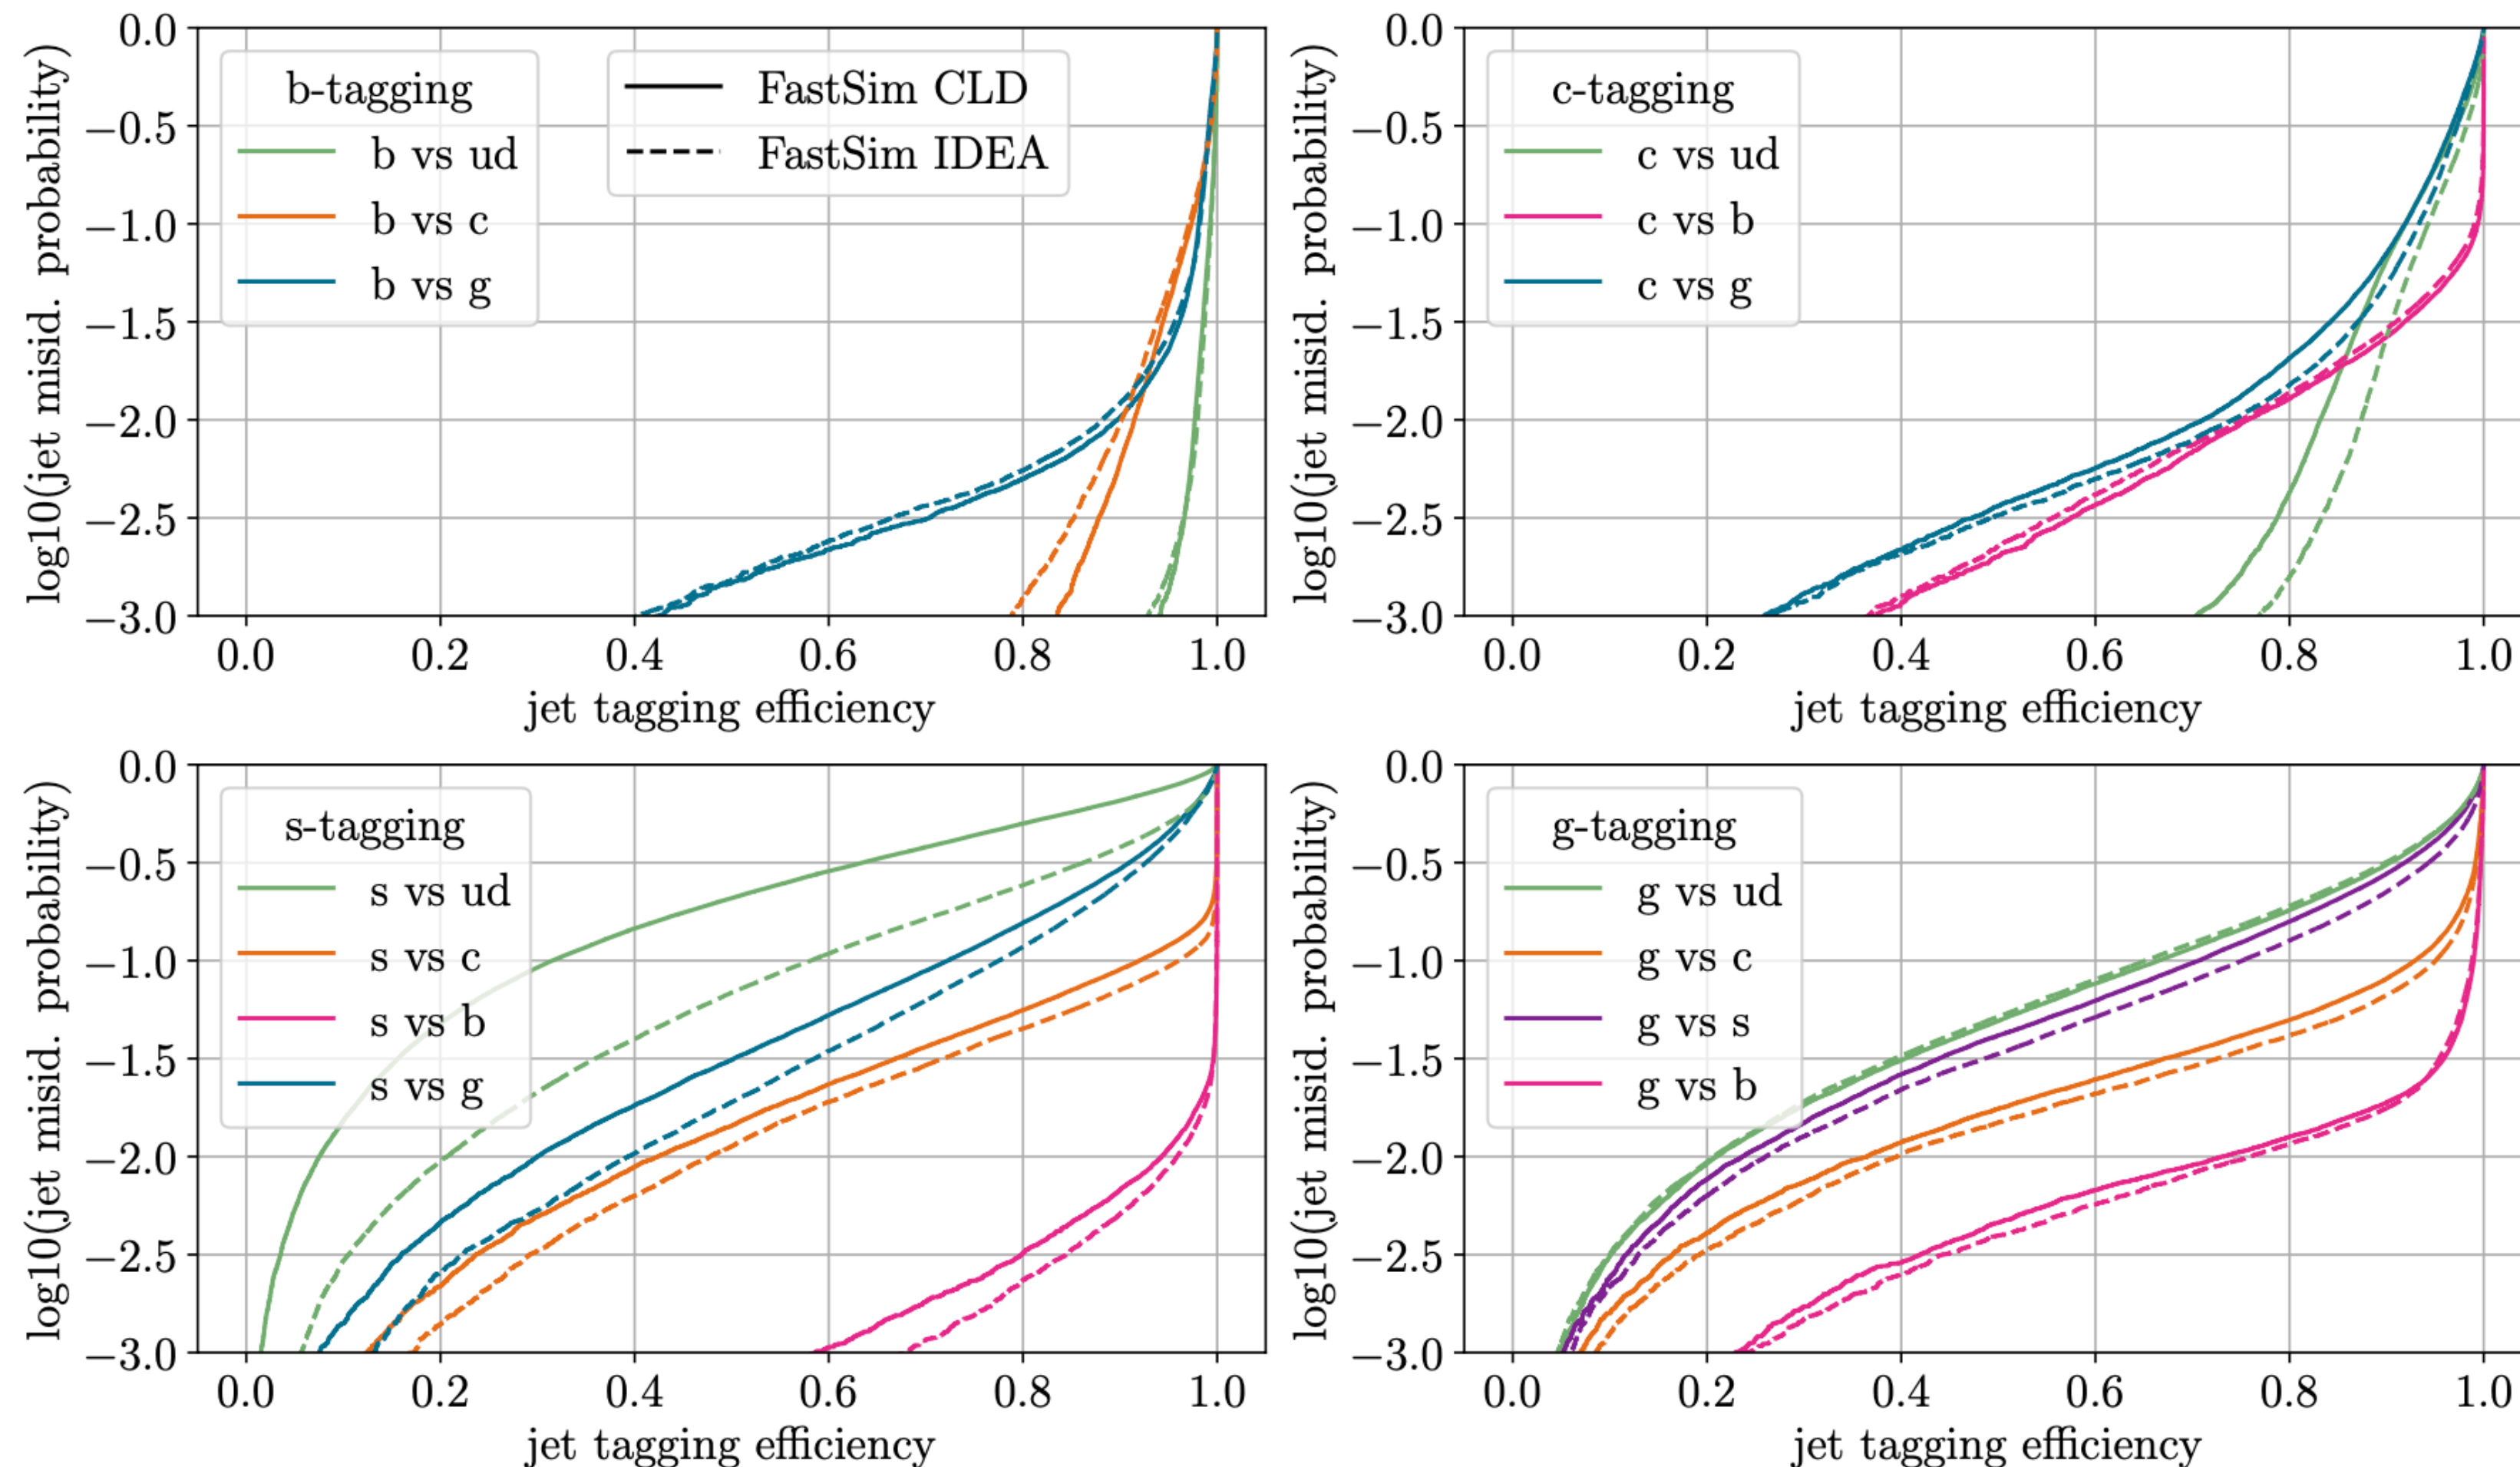 b-tagging
b vs ud
b vs c
b vs g
FastSim CLD
FastSim IDEA
log10(jet misid. probability)
0.0
−0.5
−1.0
−1.5
−2.0
−2.5
−3.0
0.0 0.2 0.4 0.6 0.8 1.0
jet tagging efficiency
c-tagging
c vs ud
c vs b
c vs g
log10(jet misid. probability)
0.0
−0.5
−1.0
−1.5
−2.0
−2.5
−3.0
0.0 0.2 0.4 0.6 0.8 1.0
jet tagging efficiency
s-tagging
s vs ud
s vs c
s vs b
s vs g
log10(jet misid. probability)
0.0
−0.5
−1.0
−1.5
−2.0
−2.5
−3.0
0.0 0.2 0.4 0.6 0.8 1.0
jet tagging efficiency
g-tagging
g vs ud
g vs c
g vs s
g vs b
log10(jet misid. probability)
0.0
−0.5
−1.0
−1.5
−2.0
−2.5
−3.0
0.0 0.2 0.4 0.6 0.8 1.0
jet tagging efficiency